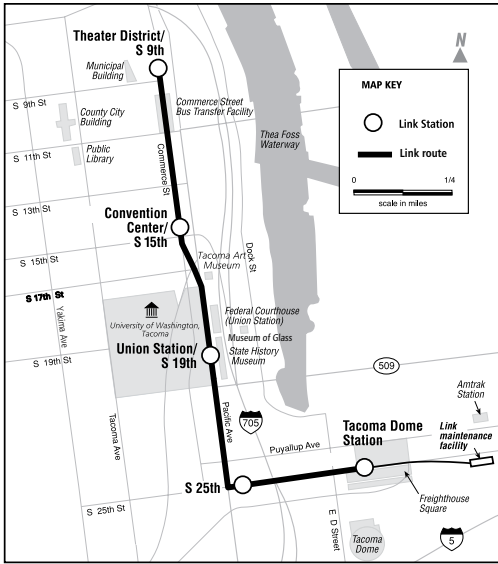 Theater District/
S 9th
N
Municipal
Building
MAP KEY
S 9th St
Commerce Street
Bus Transfer Facility
County City
Building
Link Station
Thea Foss
Waterway
S 11th St
Public
Library
Link route
Commerce St
0
1/4
scale in miles
S 13th St
Convention
Center/
S 15th
Dock St
S 15th St
Tacoma Art
Museum
S 17th St
Yakima Ave
University of Washington,
Tacoma
Federal Courthouse
(Union Station)
Museum of Glass
Union Station/
S 19th
State History
Museum
S 19th St
509
Amtrak
Station
Tacoma Ave
Pacific Ave
705
Tacoma Dome
Station
Link
maintenance
facility
Puyallup Ave
S 25th
S 25th St
Freighthouse
Square
E. D Street
Tacoma
Dome
5